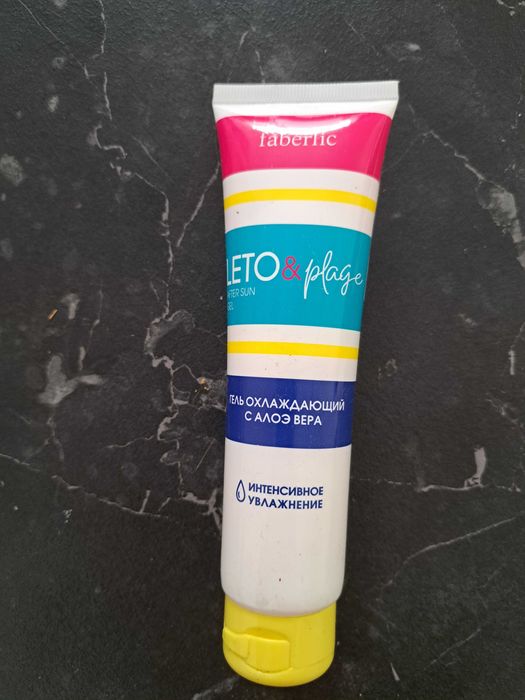 faberlic
LETO & plage
AFTER SUN
GEL
ГЕЛЬ ОХЛАЖДАЮЩИЙ
С АЛОЭ ВЕРА
ИНТЕНСИВНОЕ
УВЛАЖНЕНИЕ